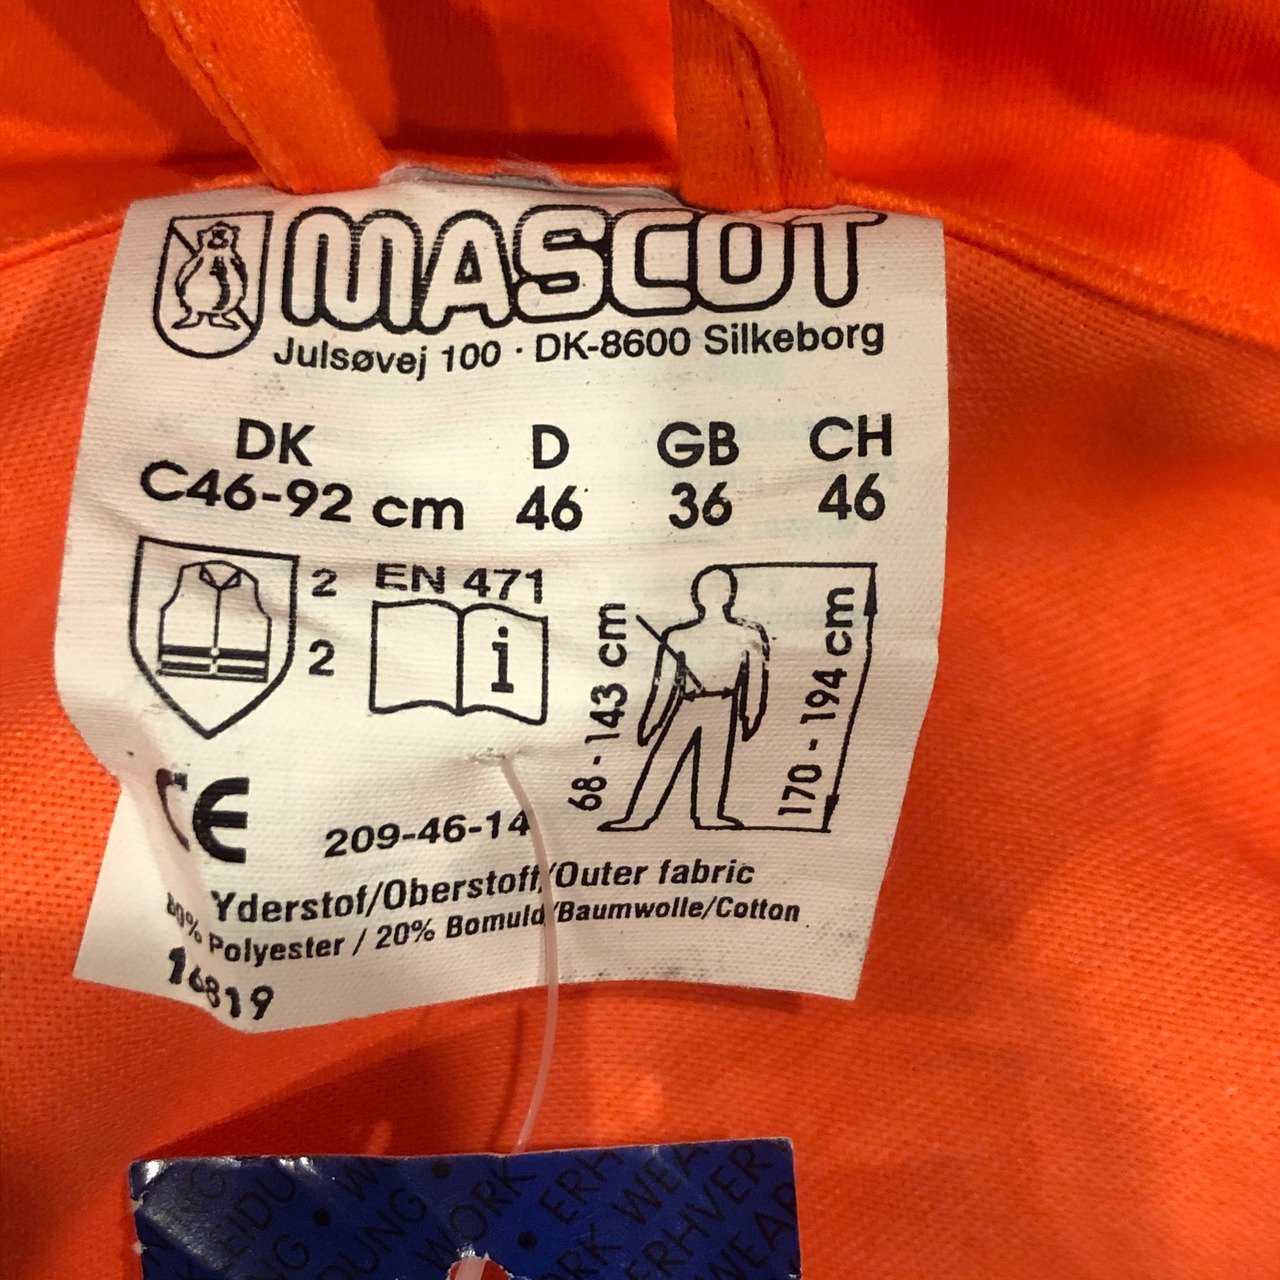 MASCOT
Julsøvej 100 · DK-8600 Silkeborg
DK D GB CH
C46-92 cm 46 36 46
2 EN 471
2
i
68 - 143 cm
170 - 194 cm
CE
209-46-14
Yderstof/Oberstoff/Outer fabric
80% Polyester / 20% Bomuld/Baumwolle/Cotton
16819
WORK
WEAR